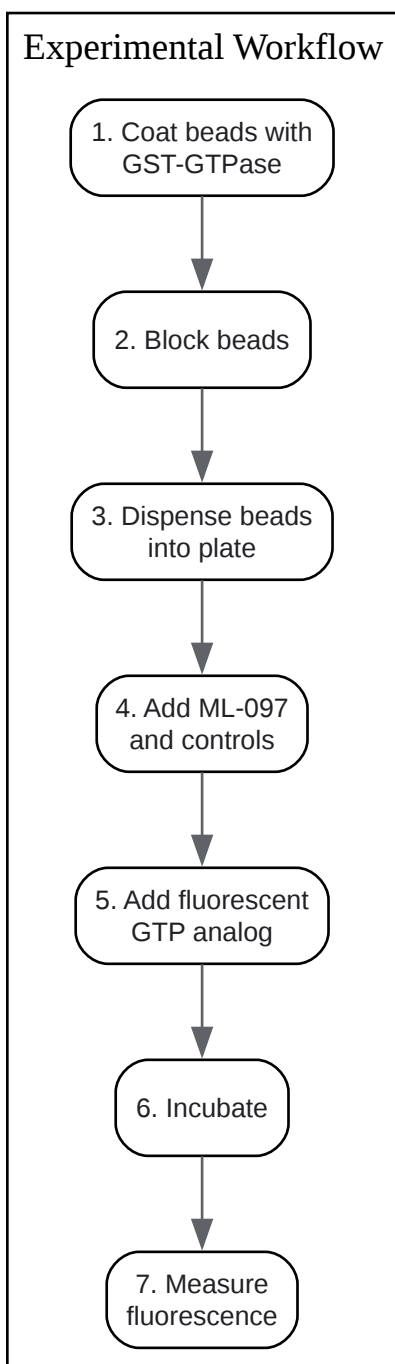 Experimental Workflow
1. Coat beads with
GST-GTPase
2. Block beads
3. Dispense beads
into plate
4. Add ML-097
and controls
5. Add fluorescent
GTP analog
6. Incubate
7. Measure
fluorescence